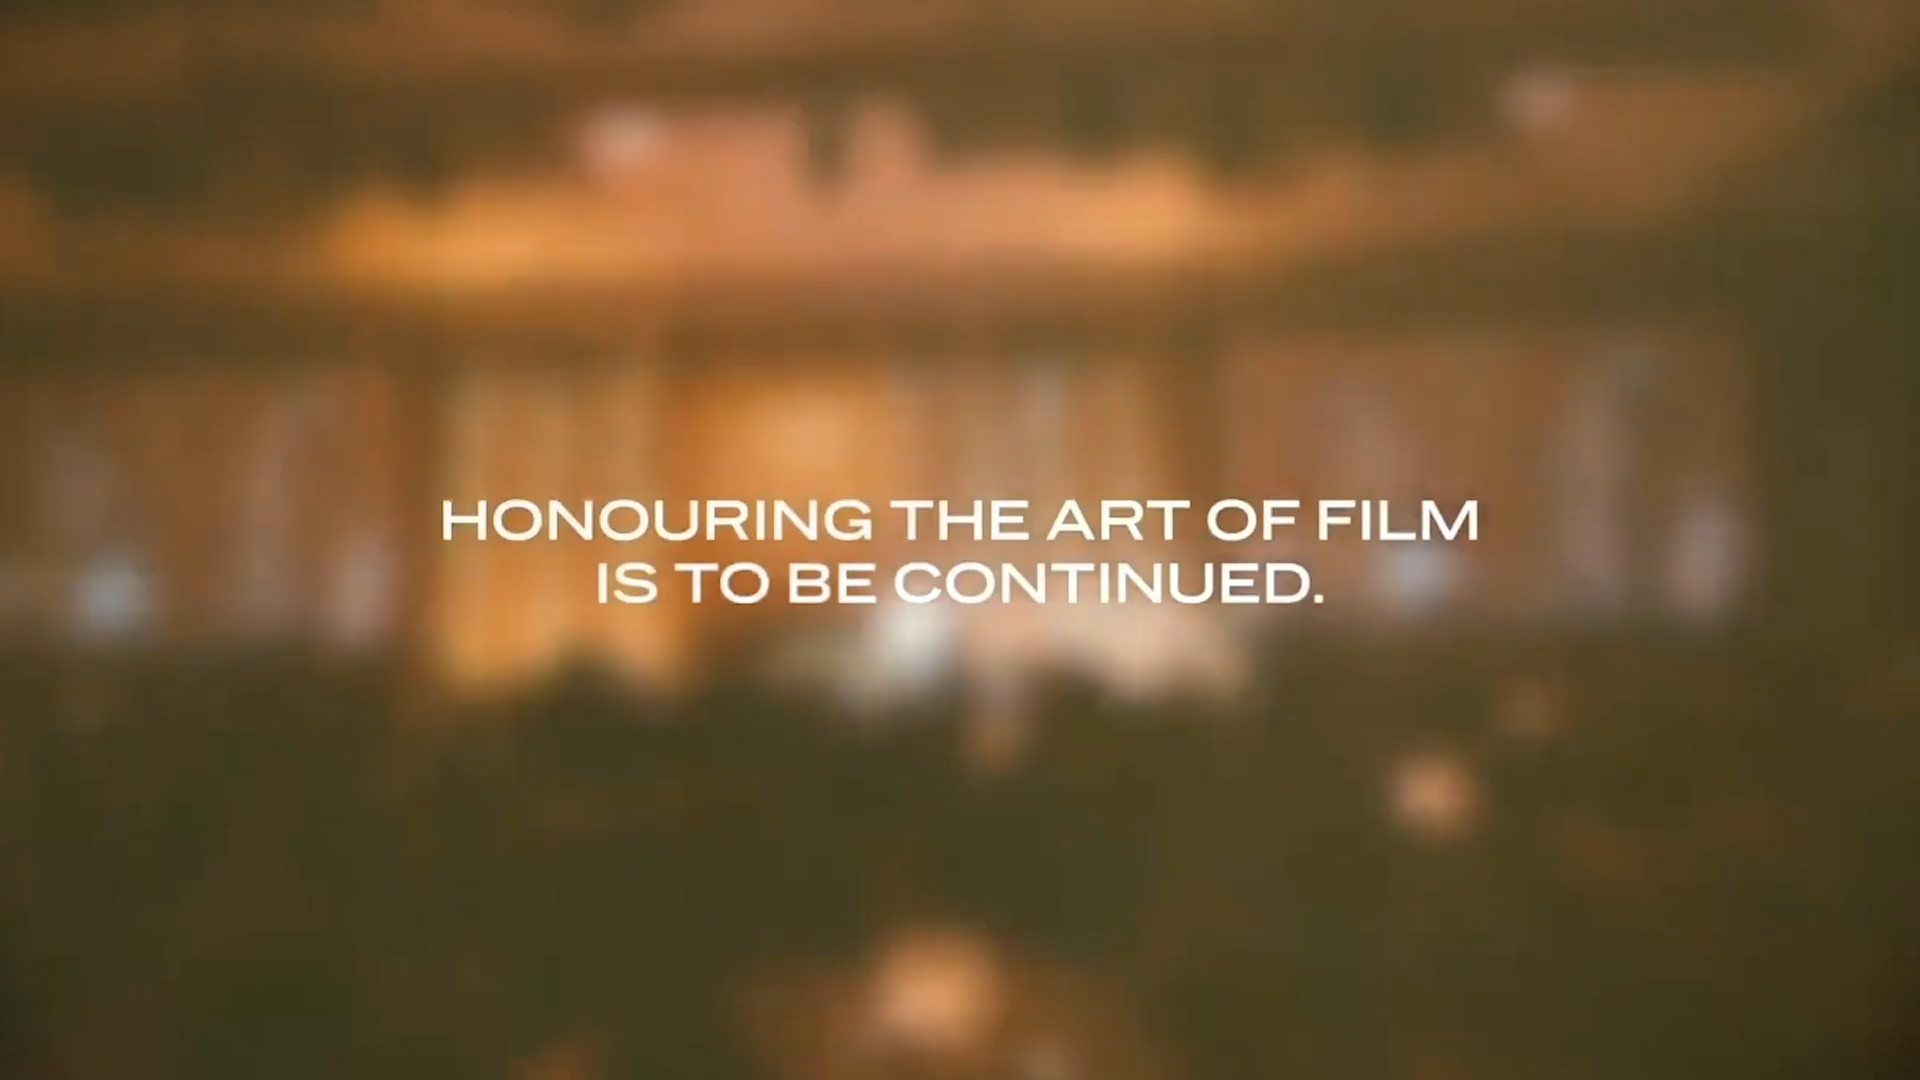 HONOURING THE ART OF FILM
IS TO BE CONTINUED.